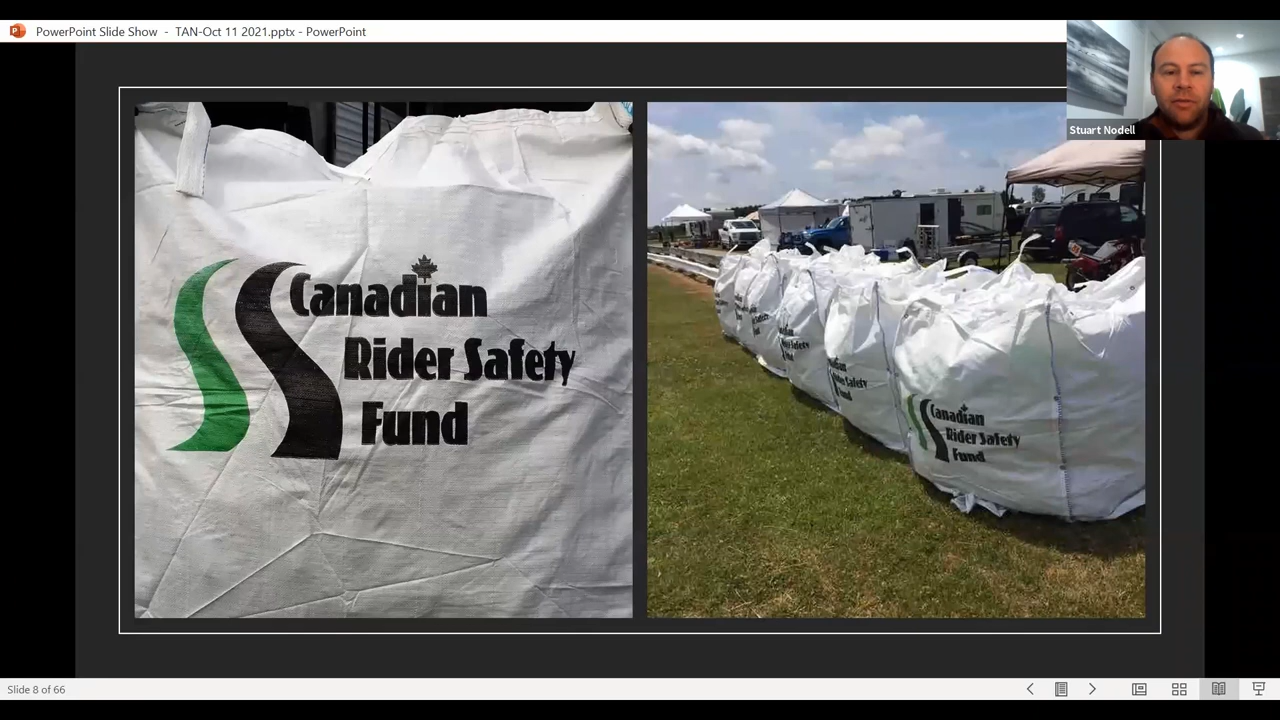 PowerPoint Slide Show - TAN-Oct 11 2021.pptx - PowerPoint
Stuart Nodell
Canadian
Rider Safety
Fund
Canadian
Rider Safety
Fund
Slide 8 of 66